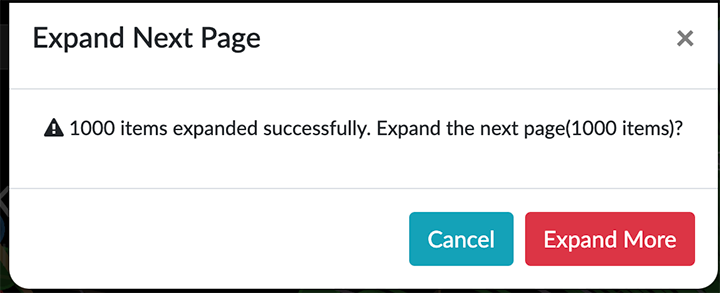 Expand Next Page
1000 items expanded successfully. Expand the next page(1000 items)?
Cancel
Expand More